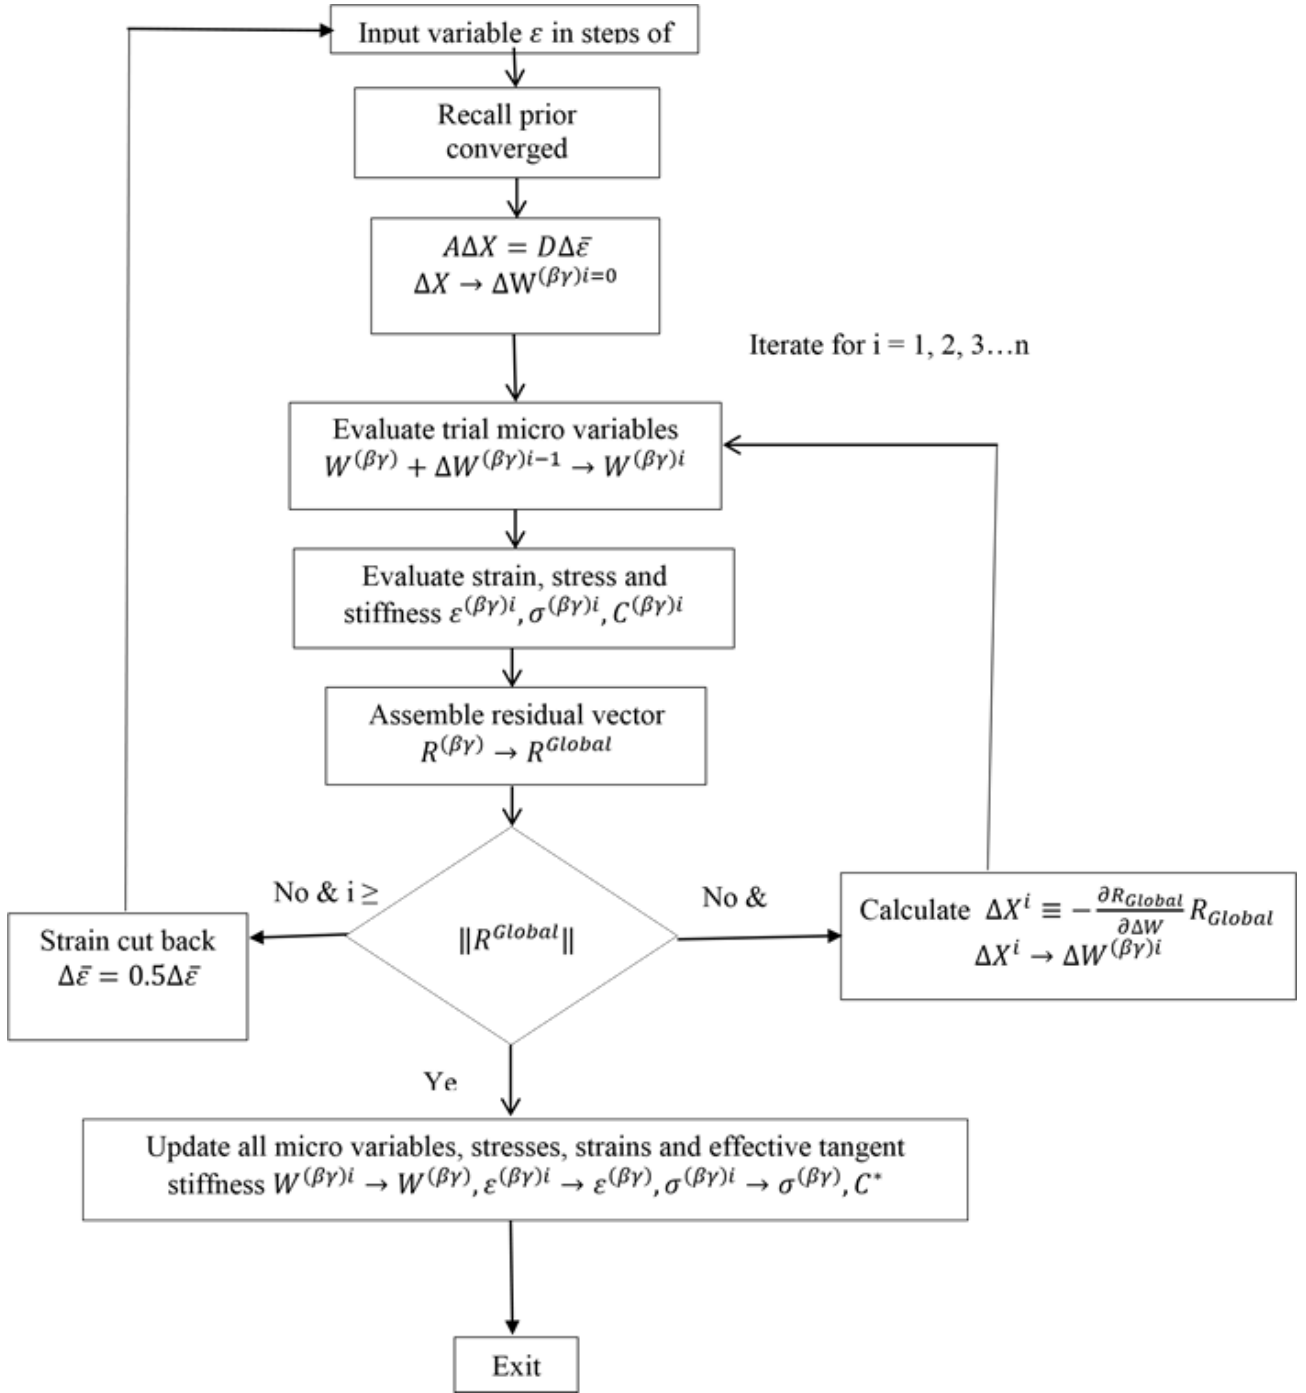 Input variable ε in steps of
Recall prior
converged
AΔX = DΔε̄
ΔX → ΔW^(βγ)i=0
Iterate for i = 1, 2, 3…n
Evaluate trial micro variables
W^(βγ) + ΔW^(βγ)i−1 → W^(βγ)i
Evaluate strain, stress and
stiffness ε^(βγ)i, σ^(βγ)i, C^(βγ)i
Assemble residual vector
R^(βγ) → R^Global
No & i ≥
No &
‖R^Global‖
Strain cut back
Δε̄ = 0.5Δε̄
Calculate ΔX^i ≡ −∂R_Global/∂ΔW R_Global
ΔX^i → ΔW^(βγ)i
Ye
Update all micro variables, stresses, strains and effective tangent
stiffness W^(βγ)i → W^(βγ), ε^(βγ)i → ε^(βγ), σ^(βγ)i → σ^(βγ), C*
Exit